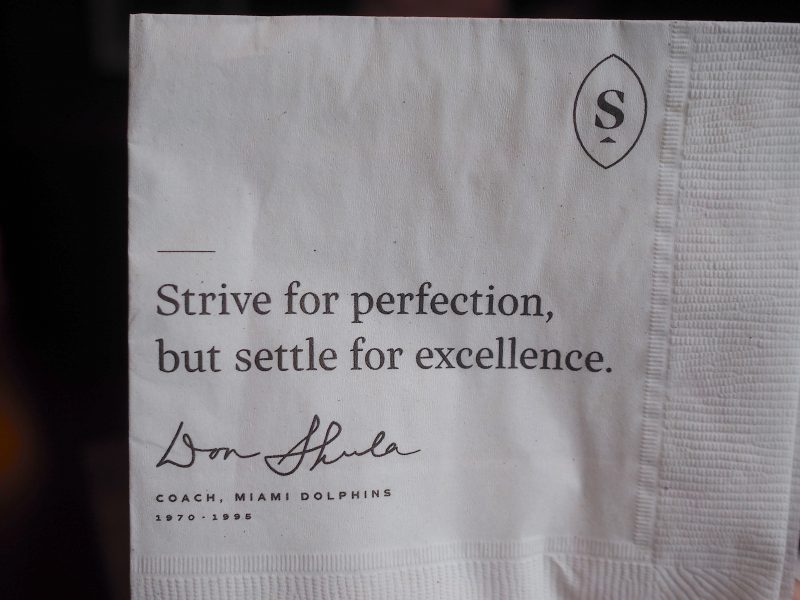 S
Strive for perfection,
but settle for excellence.
Don Shula
COACH, MIAMI DOLPHINS
1970 - 1995